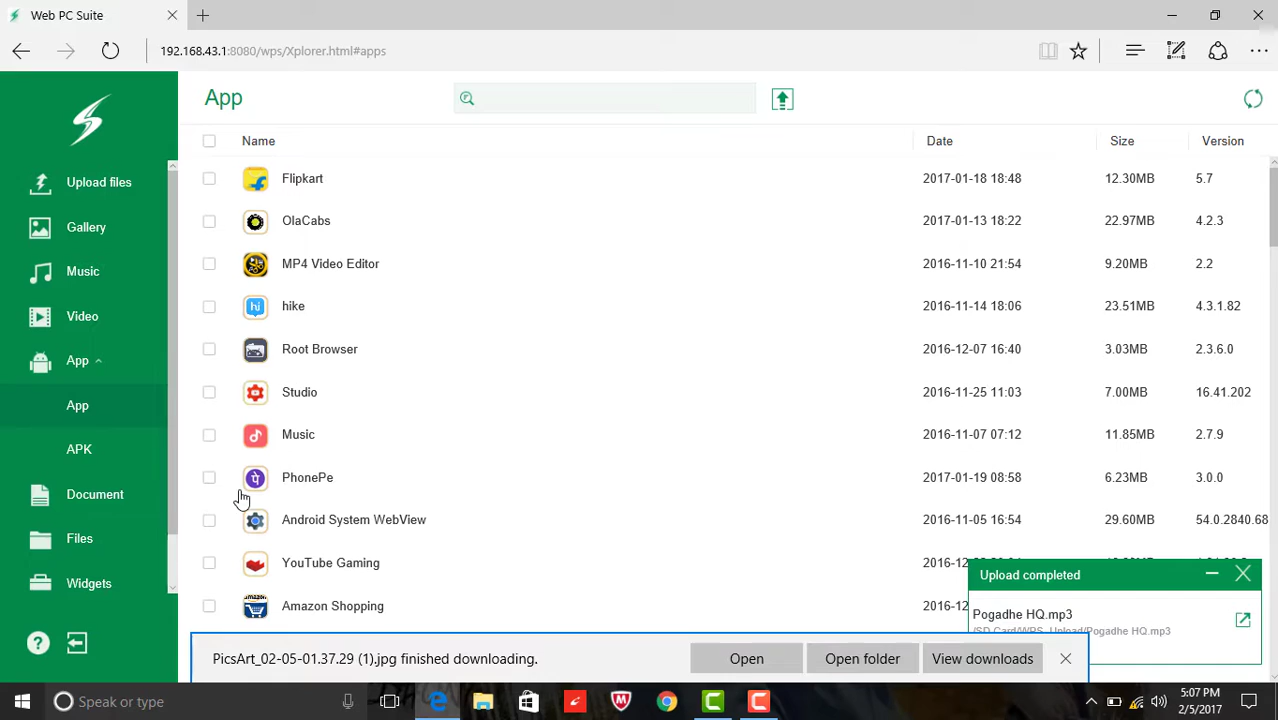 Web PC Suite
192.168.43.1:8080/wps/Xplorer.html#apps
App
Name Date Size Version
Upload files
Gallery
Music
Video
App
App
APK
Document
Files
Widgets
Flipkart 2017-01-18 18:48 12.30MB 5.7
OlaCabs 2017-01-13 18:22 22.97MB 4.2.3
MP4 Video Editor 2016-11-10 21:54 9.20MB 2.2
hike 2016-11-14 18:06 23.51MB 4.3.1.82
Root Browser 2016-12-07 16:40 3.03MB 2.3.6.0
Studio 2016-11-25 11:03 7.00MB 16.41.202
Music 2016-11-07 07:12 11.85MB 2.7.9
PhonePe 2017-01-19 08:58 6.23MB 3.0.0
Android System WebView 2016-11-05 16:54 29.60MB 54.0.2840.68
YouTube Gaming
Amazon Shopping
Upload completed
Pogadhe HQ.mp3
/SD Card/WPS_Upload/Pogadhe HQ.mp3
PicsArt_02-05-01.37.29 (1).jpg finished downloading. Open Open folder View downloads
Speak or type
5:07 PM
2/5/2017